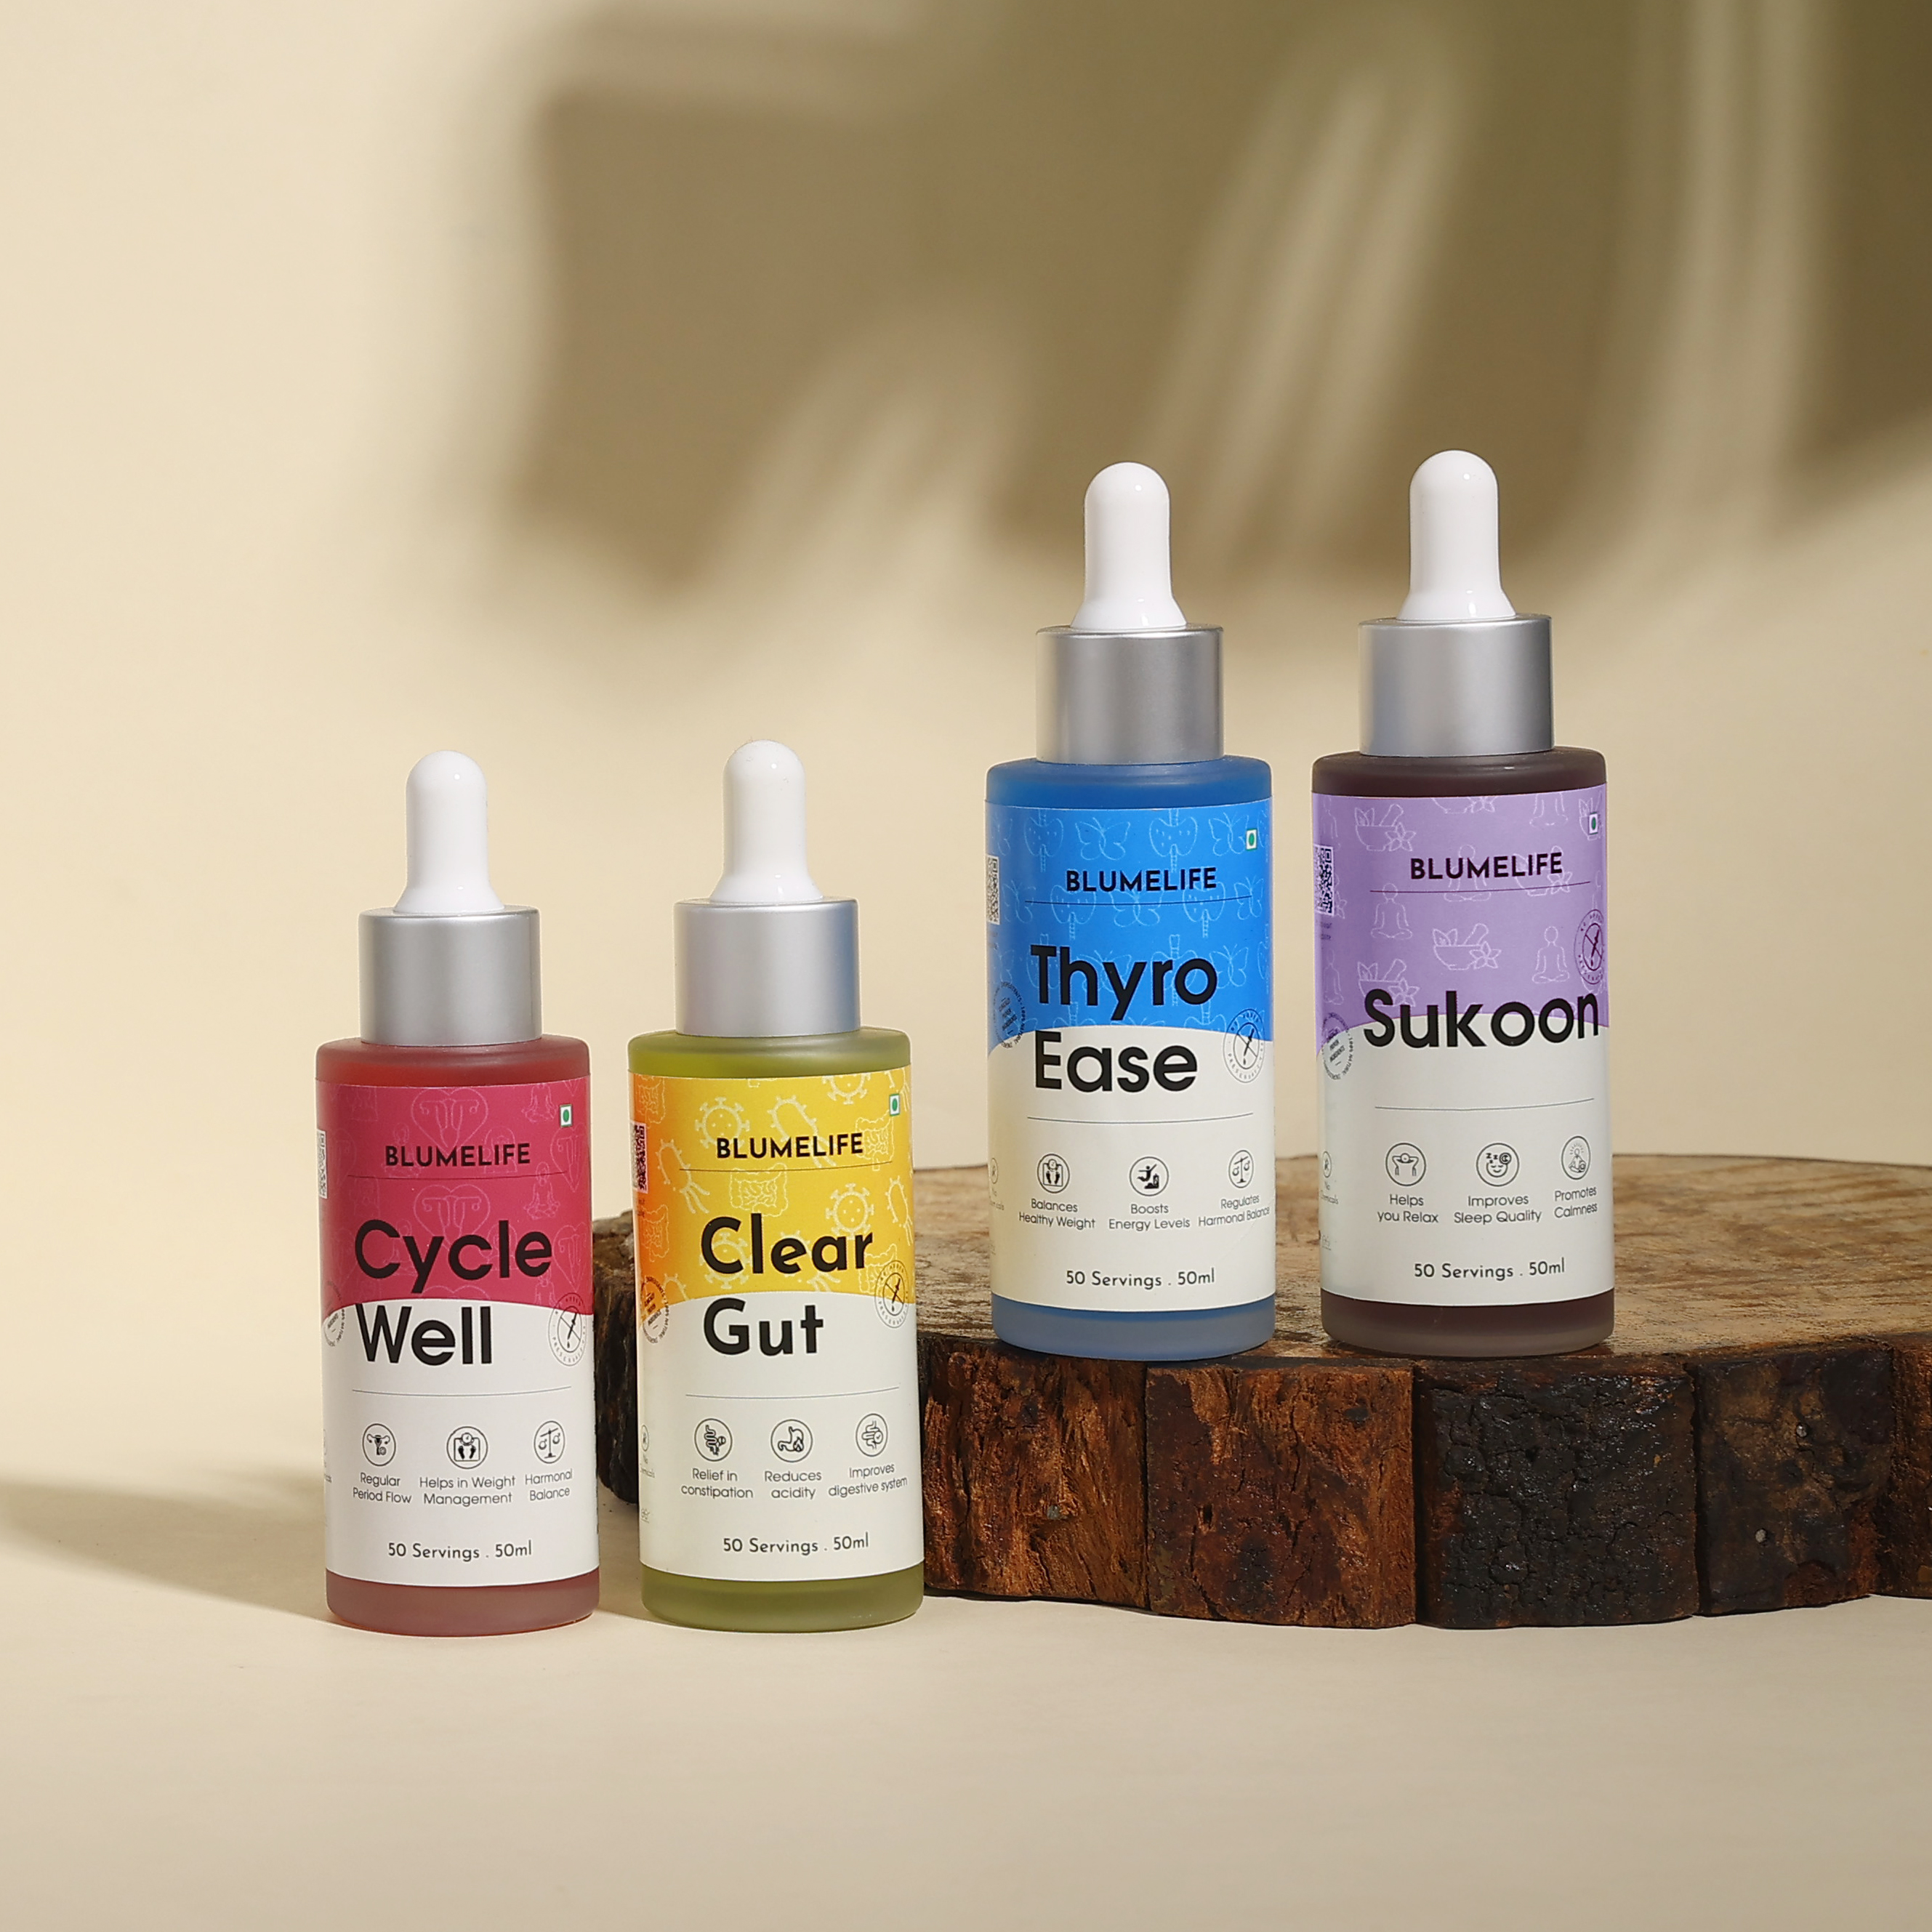 BLUMELIFE
Cycle
Well
Regular
Period Flow
Helps in Weight
Management
Harmonal
Balance
50 Servings . 50ml
BLUMELIFE
Clear
Gut
Relief in
constipation
Reduces
acidity
Improves
digestive system
50 Servings . 50ml
BLUMELIFE
Thyro
Ease
Balances
Healthy Weight
Boosts
Energy Levels
Regulates
Harmonal Balance
50 Servings . 50ml
BLUMELIFE
Sukoon
Helps
you Relax
Improves
Sleep Quality
Promotes
Calmness
50 Servings . 50ml